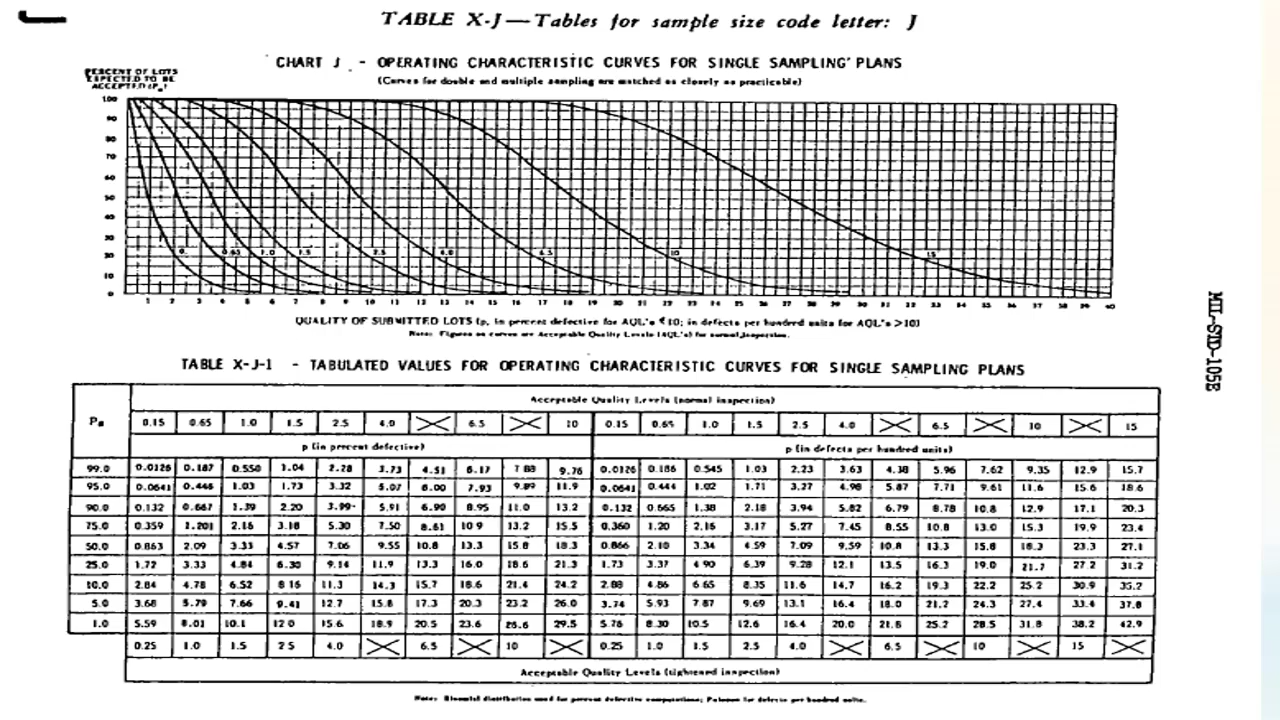 TABLE X-J—Tables for sample size code letter: J
CHART J - OPERATING CHARACTERISTIC CURVES FOR SINGLE SAMPLING PLANS
(Curves for double and multiple sampling are matched as closely as practicable)
PERCENT OF LOTS
EXPECTED TO BE
ACCEPTED (Pa)
100
90
80
70
60
50
40
30
20
10
0
0.65 1.0 1.5 2.5 4.0 6.5 10 15
1 2 3 4 5 6 7 8 9 10 11 12 13 14 15 16 17 18 19 20 21 22 23 24 25 26 27 28 29 30 31 32 33 34 35 36 37 38 39 40
QUALITY OF SUBMITTED LOTS (p, in percent defective for AQL's ≤ 10; in defects per hundred units for AQL's > 10)
Note: Figures on curves are Acceptable Quality Levels (AQL's) for normal inspection.
MIL-STD-105E
TABLE X-J-1 - TABULATED VALUES FOR OPERATING CHARACTERISTIC CURVES FOR SINGLE SAMPLING PLANS
Acceptable Quality Levels (normal inspection)
Pa 0.15 0.65 1.0 1.5 2.5 4.0 6.5 10 0.15 0.65 1.0 1.5 2.5 4.0 6.5 10 15
p (in percent defective) p (in defects per hundred units)
99.0 0.0126 0.187 0.550 1.04 2.28 3.73 4.51 6.17 7.88 9.76 0.0126 0.186 0.545 1.03 2.23 3.63 4.38 5.96 7.62 9.35 12.9 15.7
95.0 0.0641 0.446 1.03 1.73 3.32 5.07 6.00 7.93 9.89 11.9 0.0641 0.444 1.02 1.71 3.27 4.98 5.87 7.71 9.61 11.6 15.6 18.6
90.0 0.132 0.667 1.39 2.20 3.99 5.91 6.90 8.95 11.0 13.2 0.132 0.665 1.38 2.18 3.94 5.82 6.79 8.78 10.8 12.9 17.1 20.3
75.0 0.359 1.201 2.16 3.18 5.30 7.50 8.61 10.9 13.2 15.5 0.360 1.20 2.16 3.17 5.27 7.45 8.55 10.8 13.0 15.3 19.9 23.4
50.0 0.863 2.09 3.33 4.57 7.06 9.55 10.8 13.3 15.8 18.3 0.866 2.10 3.34 4.59 7.09 9.59 10.8 13.3 15.8 18.3 23.3 27.1
25.0 1.72 3.33 4.84 6.30 9.14 11.9 13.3 16.0 18.6 21.3 1.73 3.37 4.90 6.39 9.28 12.1 13.5 16.3 19.0 21.7 27.2 31.2
10.0 2.84 4.78 6.52 8.16 11.3 14.3 15.7 18.6 21.4 24.2 2.88 4.86 6.65 8.35 11.6 14.7 16.2 19.3 22.2 25.2 30.9 35.2
5.0 3.68 5.79 7.66 9.41 12.7 15.8 17.3 20.3 23.2 26.0 3.74 5.93 7.87 9.69 13.1 16.4 18.0 21.2 24.3 27.4 33.4 37.8
1.0 5.59 8.01 10.1 12.0 15.6 18.9 20.5 23.6 26.6 29.5 5.76 8.30 10.5 12.6 16.4 20.0 21.8 25.2 28.5 31.8 38.2 42.9
0.25 1.0 1.5 2.5 4.0 6.5 10 0.25 1.0 1.5 2.5 4.0 6.5 10 15
Acceptable Quality Levels (tightened inspection)
Note: Binomial distribution used for percent defective computations; Poisson for defects per hundred units.